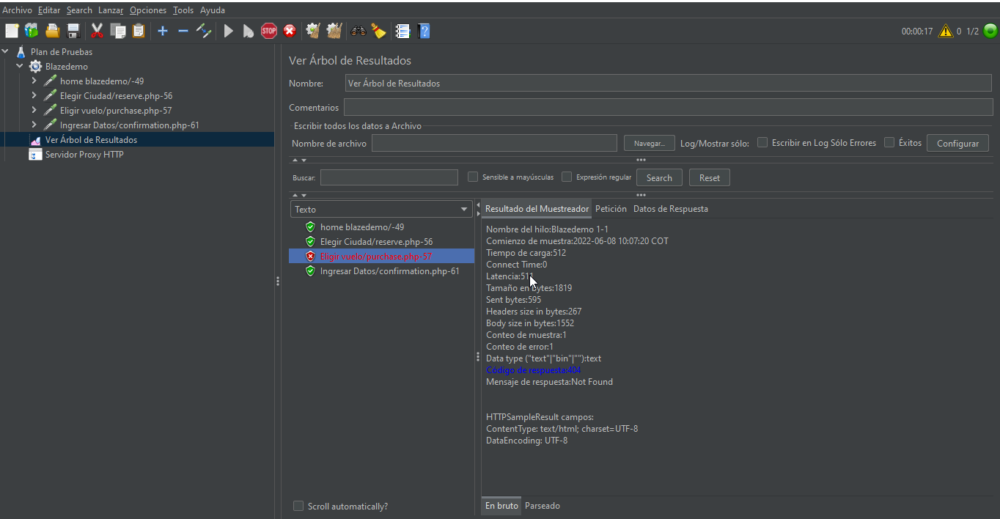 Archivo Editar Search Lanzar Opciones Tools Ayuda
STOP
00:00:17 0 1/2
Plan de Pruebas
Blazedemo
home blazedemo/-49
Elegir Ciudad/reserve.php-56
Eligir vuelo/purchase.php-57
Ingresar Datos/confirmation.php-61
Ver Árbol de Resultados
Servidor Proxy HTTP
Ver Árbol de Resultados
Nombre: Ver Árbol de Resultados
Comentarios
Escribir todos los datos a Archivo
Nombre de archivo Navegar... Log/Mostrar sólo: Escribir en Log Sólo Errores Éxitos Configurar
Buscar: Sensible a mayúsculas Expresión regular Search Reset
Texto
home blazedemo/-49
Elegir Ciudad/reserve.php-56
Eligir vuelo/purchase.php-57
Ingresar Datos/confirmation.php-61
Scroll automatically?
Resultado del Muestreador Petición Datos de Respuesta
Nombre del hilo:Blazedemo 1-1
Comienzo de muestra:2022-06-08 10:07:20 COT
Tiempo de carga:512
Connect Time:0
Latencia:511
Tamaño en bytes:1819
Sent bytes:595
Headers size in bytes:267
Body size in bytes:1552
Conteo de muestra:1
Conteo de error:1
Data type ("text"|"bin"|""):text
Código de respuesta:404
Mensaje de respuesta:Not Found
HTTPSampleResult campos:
ContentType: text/html; charset=UTF-8
DataEncoding: UTF-8
En bruto Parseado